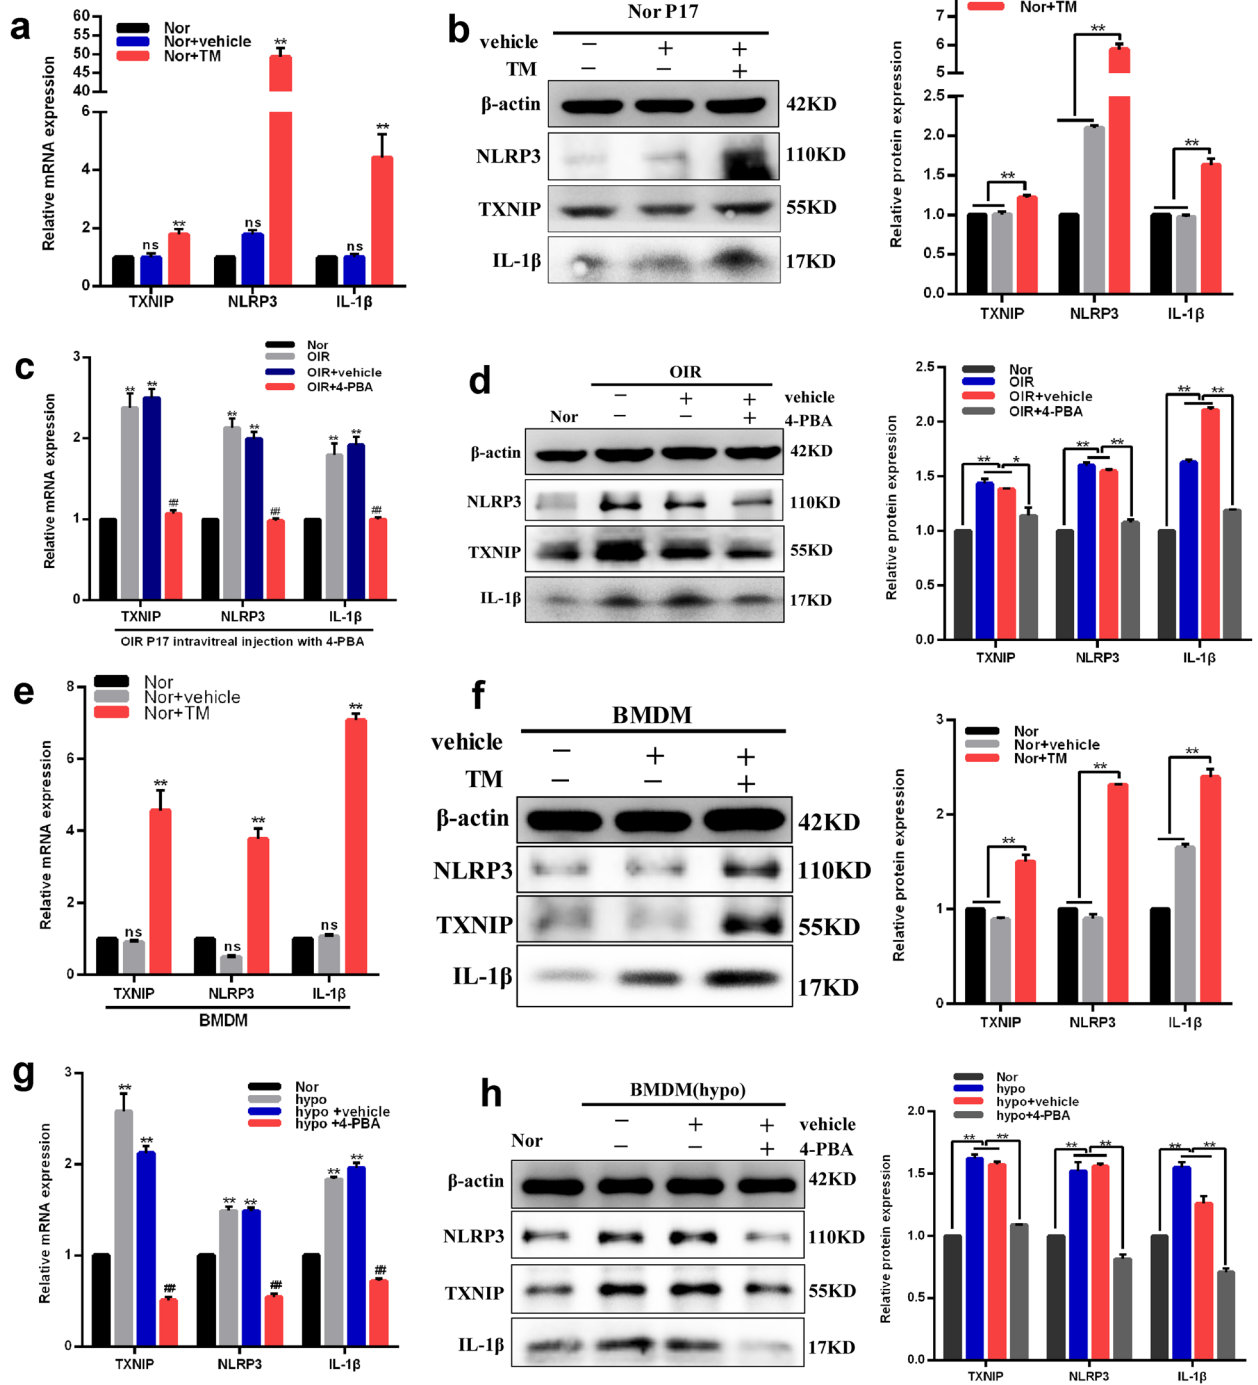 a
Nor
Nor+vehicle
Nor+TM
Relative mRNA expression
60
55
50
45
40
6
4
2
0
ns
**
ns
**
ns
**
TXNIP
NLRP3
IL-1β
b
Nor P17
vehicle − + +
TM − − +
β-actin 42KD
NLRP3 110KD
TXNIP 55KD
IL-1β 17KD
Nor+TM
Relative protein expression
7
6
5
2.5
2.0
1.5
1.0
0.5
0.0
**
**
**
TXNIP
NLRP3
IL-1β
c
Nor
OIR
OIR+vehicle
OIR+4-PBA
Relative mRNA expression
3
2
1
0
** ** ##
** ** ##
** ** ##
TXNIP
NLRP3
IL-1β
OIR P17 intravitreal injection with 4-PBA
d
OIR
− + + vehicle
Nor − − + 4-PBA
β-actin 42KD
NLRP3 110KD
TXNIP 55KD
IL-1β 17KD
Nor
OIR
OIR+vehicle
OIR+4-PBA
Relative protein expression
2.5
2.0
1.5
1.0
0.5
0.0
** *
** **
** **
TXNIP
NLRP3
IL-1β
e
Nor
Nor+vehicle
Nor+TM
Relative mRNA expression
8
6
4
2
0
ns **
ns **
ns **
TXNIP
NLRP3
IL-1β
BMDM
f
BMDM
vehicle − + +
TM − − +
β-actin 42KD
NLRP3 110KD
TXNIP 55KD
IL-1β 17KD
Nor
Nor+vehicle
Nor+TM
Relative protein expression
3
2
1
0
**
**
**
TXNIP
NLRP3
IL-1β
g
Nor
hypo
hypo +vehicle
hypo +4-PBA
Relative mRNA expression
3
2
1
0
** ** ##
** ** ##
** ** ##
TXNIP
NLRP3
IL-1β
h
BMDM(hypo)
− + + vehicle
Nor − − + 4-PBA
β-actin 42KD
NLRP3 110KD
TXNIP 55KD
IL-1β 17KD
Nor
hypo
hypo+vehicle
hypo+4-PBA
Relative protein expression
2.0
1.5
1.0
0.5
0.0
** **
** **
** **
TXNIP
NLRP3
IL-1β